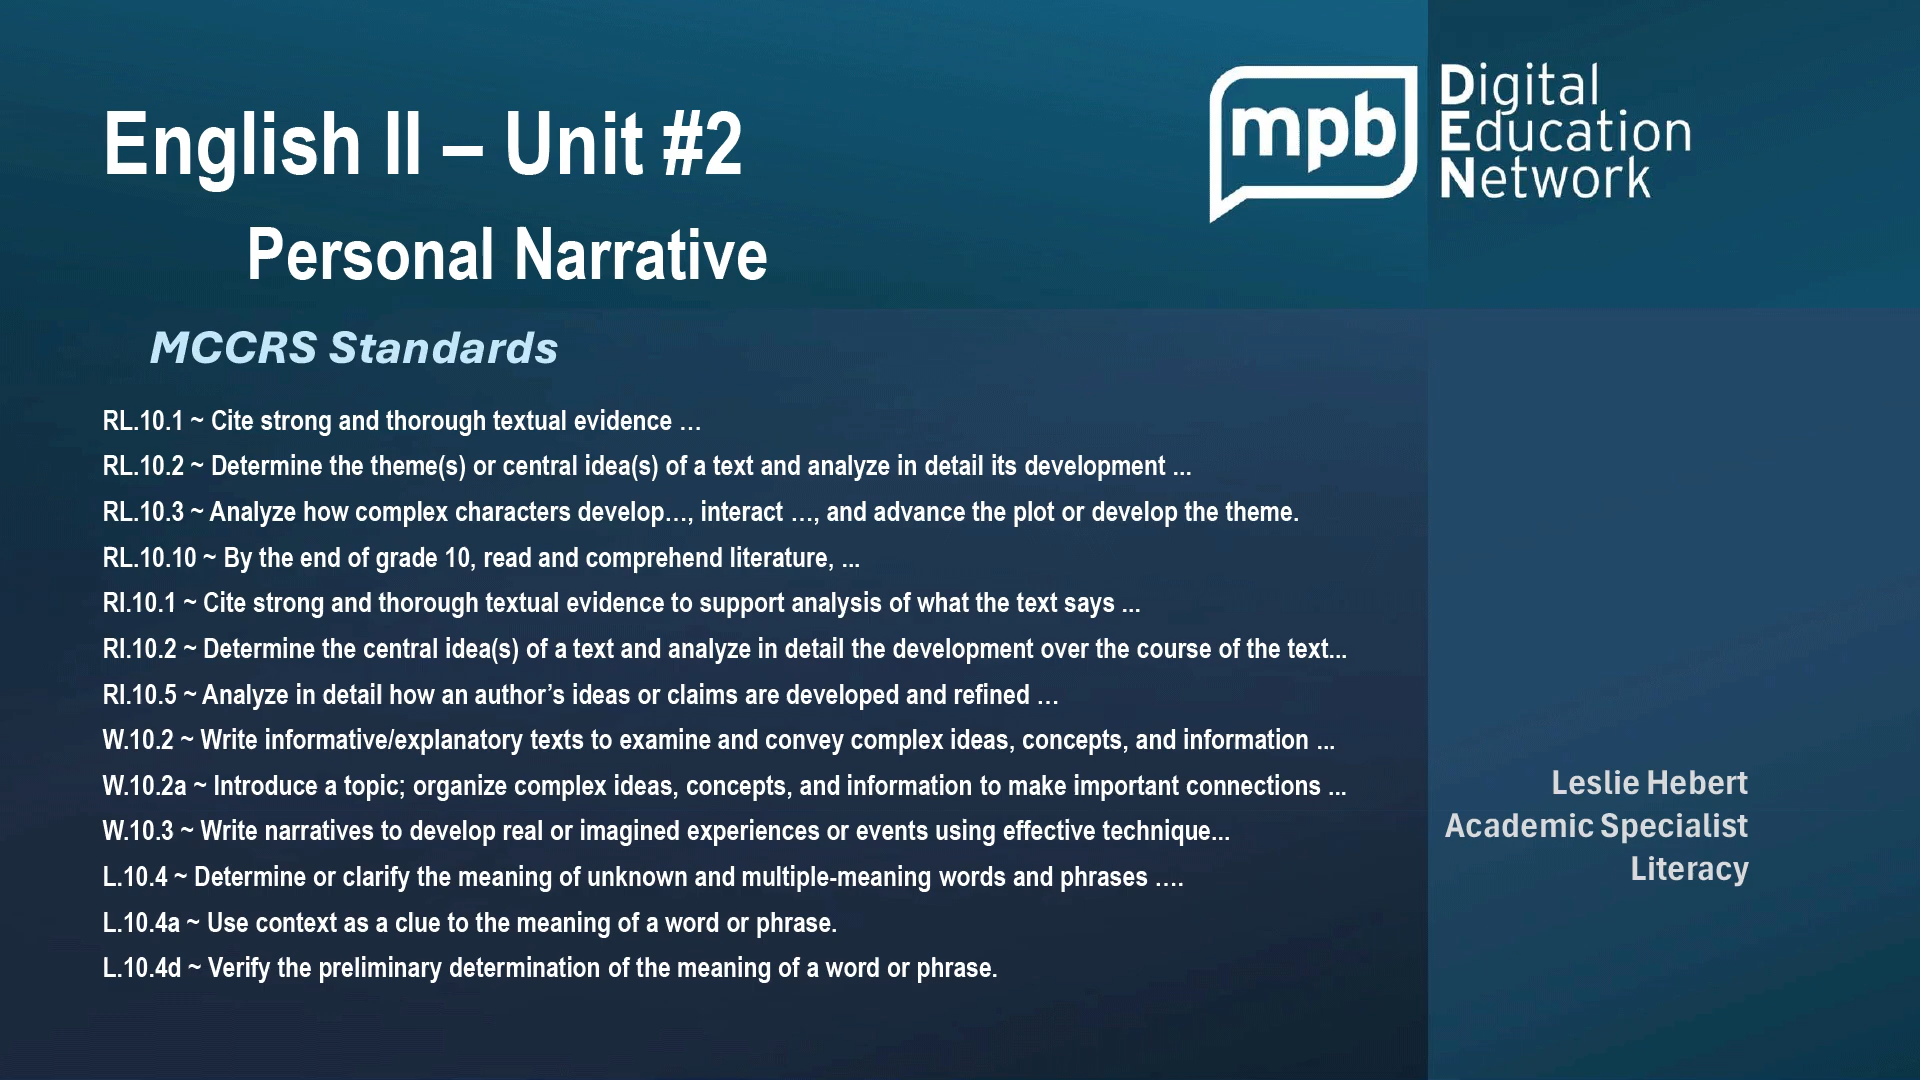 English II – Unit #2
Personal Narrative
mpb
Digital
Education
Network
MCCRS Standards
RL.10.1 ~ Cite strong and thorough textual evidence …
RL.10.2 ~ Determine the theme(s) or central idea(s) of a text and analyze in detail its development ...
RL.10.3 ~ Analyze how complex characters develop…, interact …, and advance the plot or develop the theme.
RL.10.10 ~ By the end of grade 10, read and comprehend literature, ...
RI.10.1 ~ Cite strong and thorough textual evidence to support analysis of what the text says ...
RI.10.2 ~ Determine the central idea(s) of a text and analyze in detail the development over the course of the text...
RI.10.5 ~ Analyze in detail how an author’s ideas or claims are developed and refined …
W.10.2 ~ Write informative/explanatory texts to examine and convey complex ideas, concepts, and information ...
W.10.2a ~ Introduce a topic; organize complex ideas, concepts, and information to make important connections ...
W.10.3 ~ Write narratives to develop real or imagined experiences or events using effective technique...
L.10.4 ~ Determine or clarify the meaning of unknown and multiple-meaning words and phrases ….
L.10.4a ~ Use context as a clue to the meaning of a word or phrase.
L.10.4d ~ Verify the preliminary determination of the meaning of a word or phrase.
Leslie Hebert
Academic Specialist
Literacy